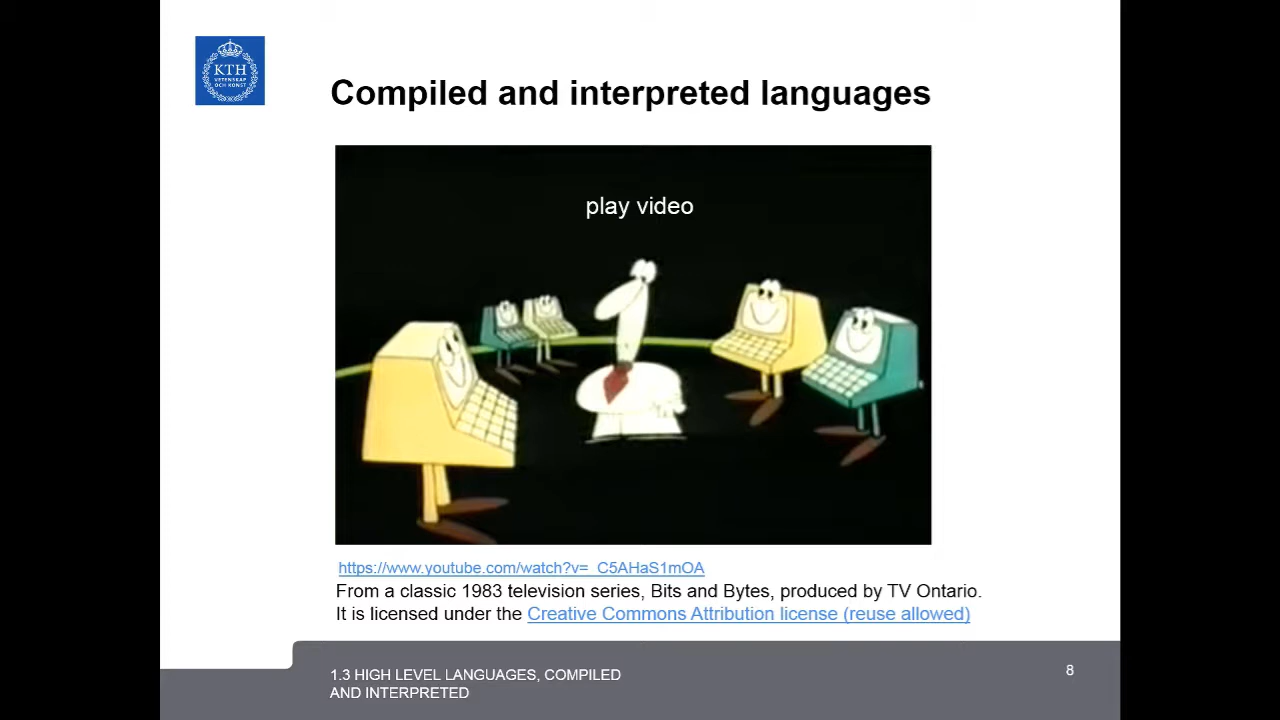 KTH
VETENSKAP
OCH KONST
Compiled and interpreted languages
play video
https://www.youtube.com/watch?v=_C5AHaS1mOA
From a classic 1983 television series, Bits and Bytes, produced by TV Ontario.
It is licensed under the Creative Commons Attribution license (reuse allowed)
1.3 HIGH LEVEL LANGUAGES, COMPILED
AND INTERPRETED
8